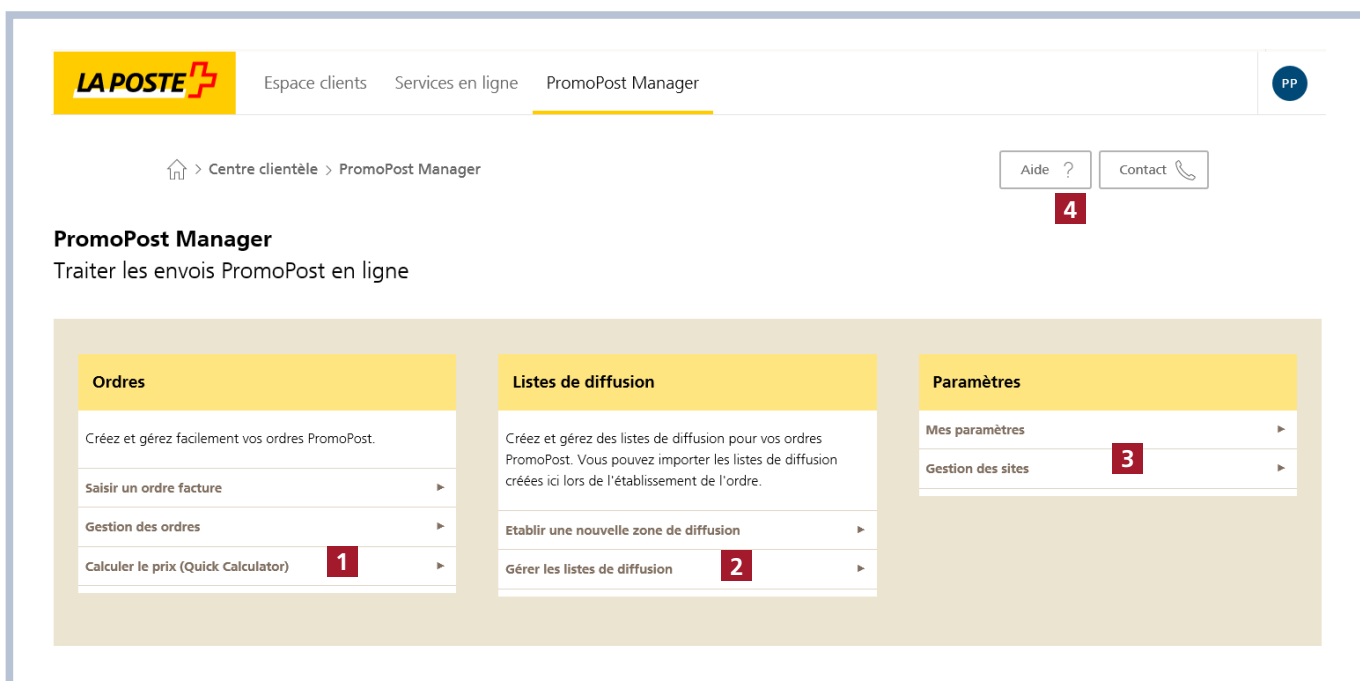 LA POSTE Espace clients Services en ligne PromoPost Manager PP
> Centre clientèle > PromoPost Manager Aide ? Contact
4
PromoPost Manager
Traiter les envois PromoPost en ligne
Ordres
Créez et gérez facilement vos ordres PromoPost.
Saisir un ordre facture
Gestion des ordres
Calculer le prix (Quick Calculator) 1
Listes de diffusion
Créez et gérez des listes de diffusion pour vos ordres
PromoPost. Vous pouvez importer les listes de diffusion
créées ici lors de l'établissement de l'ordre.
Etablir une nouvelle zone de diffusion
Gérer les listes de diffusion 2
Paramètres
Mes paramètres
3
Gestion des sites